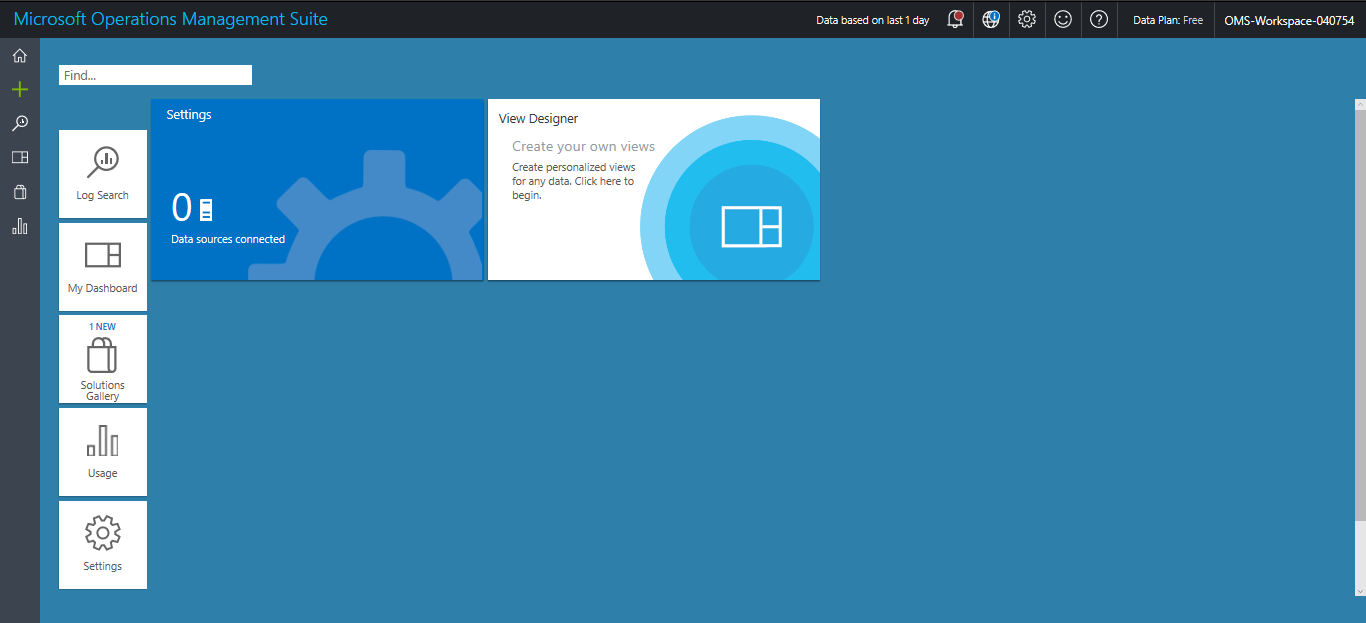 Microsoft Operations Management Suite
Data based on last 1 day
Data Plan: Free
OMS-Workspace-040754
Find...
Log Search
My Dashboard
1 NEW
Solutions
Gallery
Usage
Settings
Settings
0
Data sources connected
View Designer
Create your own views
Create personalized views
for any data. Click here to
begin.